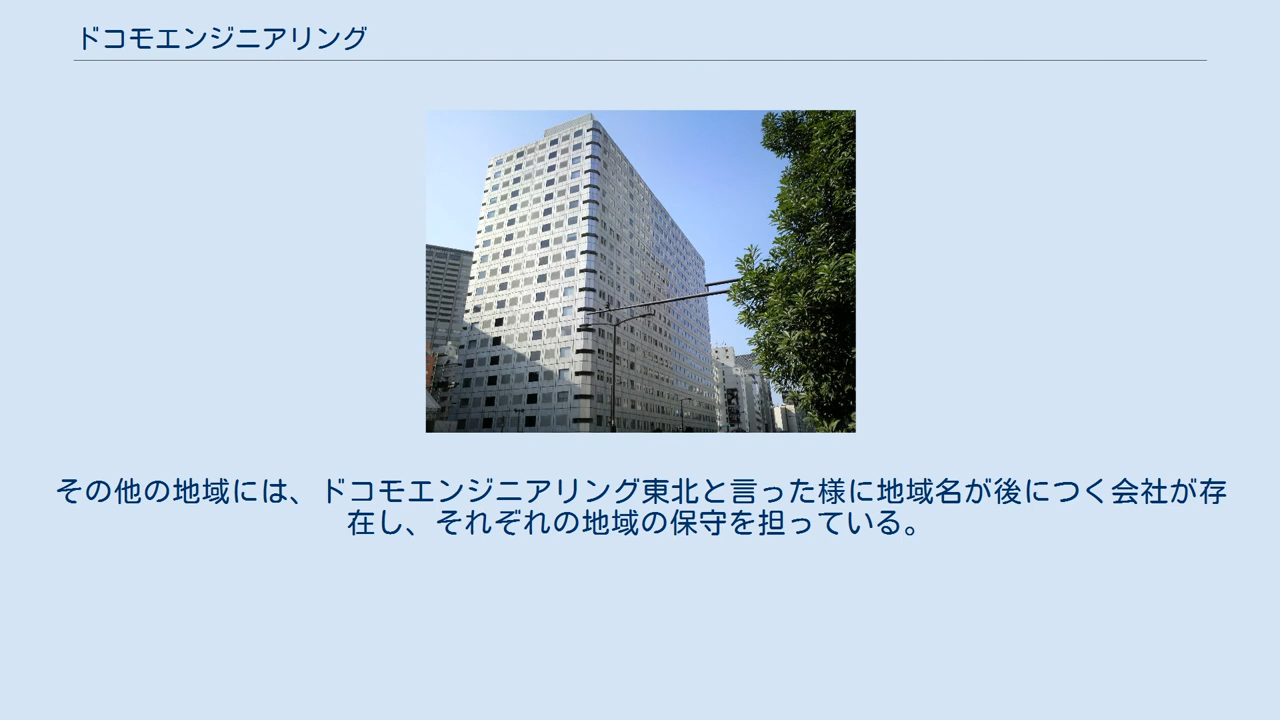 ドコモエンジニアリング
その他の地域には、ドコモエンジニアリング東北と言った様に地域名が後につく会社が存
在し、それぞれの地域の保守を担っている。